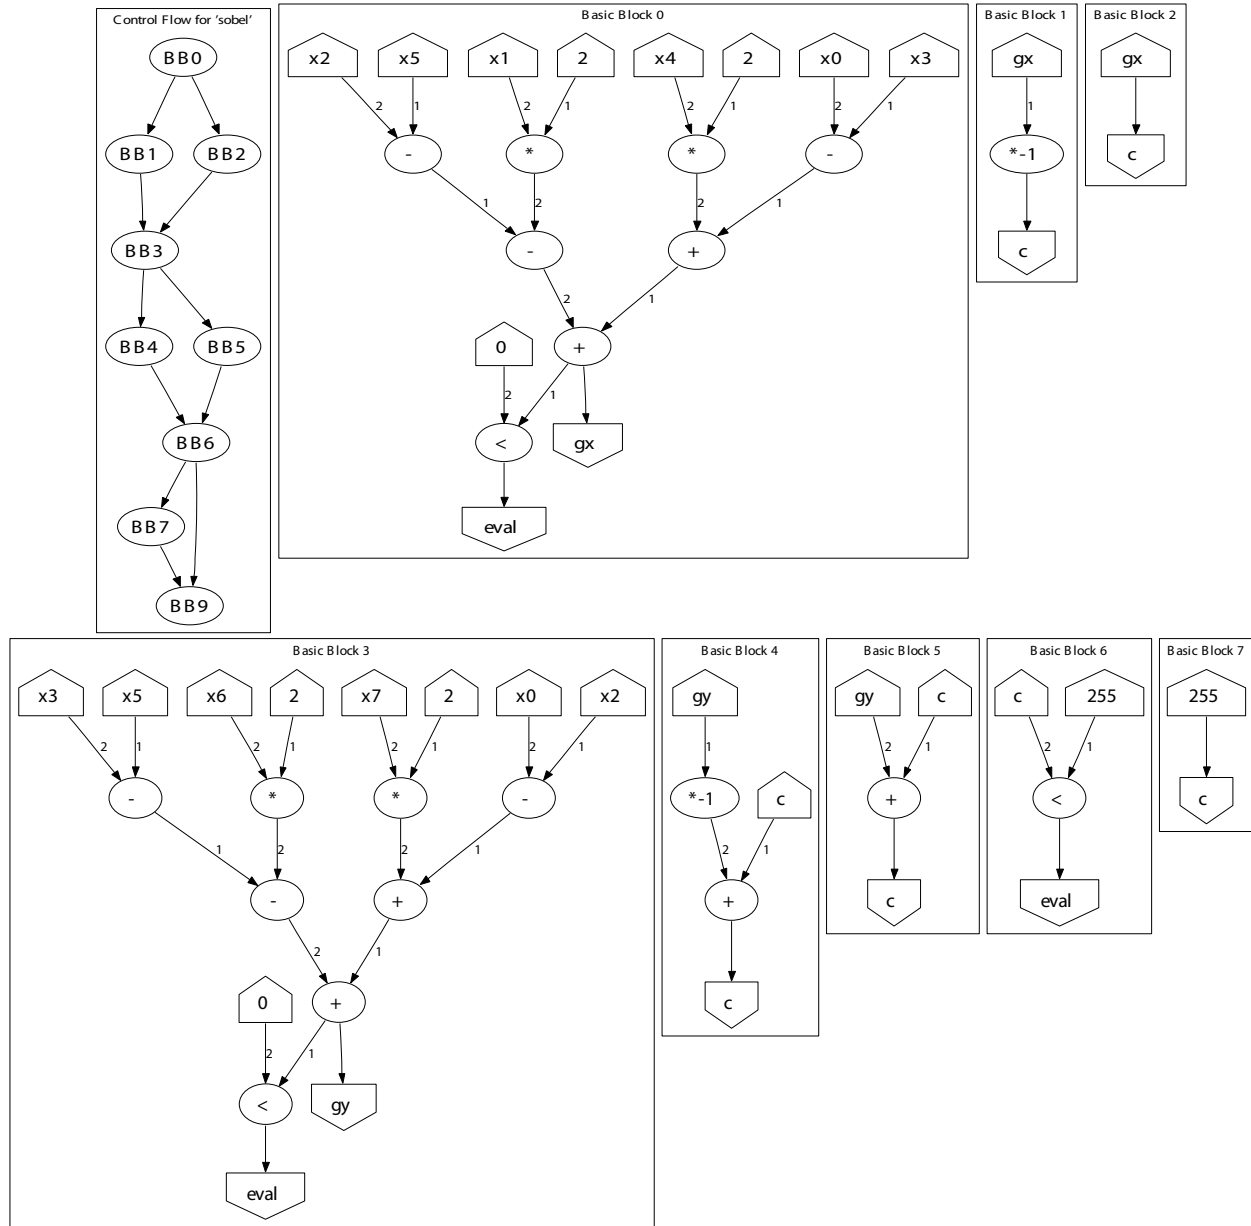 Control Flow for 'sobel'
BB0
BB1 BB2
BB3
BB4 BB5
BB6
BB7
BB9
Basic Block 0
x2 x5 x1 2 x4 2 x0 x3
2 1 2 1 2 1 2 1
- * * -
1 2 2 1
- +
2 1
0 +
2 1
< gx
eval
Basic Block 1
gx
1
*-1
c
Basic Block 2
gx
c
Basic Block 3
x3 x5 x6 2 x7 2 x0 x2
2 1 2 1 2 1 2 1
- * * -
1 2 2 1
- +
2 1
0 +
2 1
< gy
eval
Basic Block 4
gy
1
*-1 c
2 1
+
c
Basic Block 5
gy c
2 1
+
c
Basic Block 6
c 255
2 1
<
eval
Basic Block 7
255
c